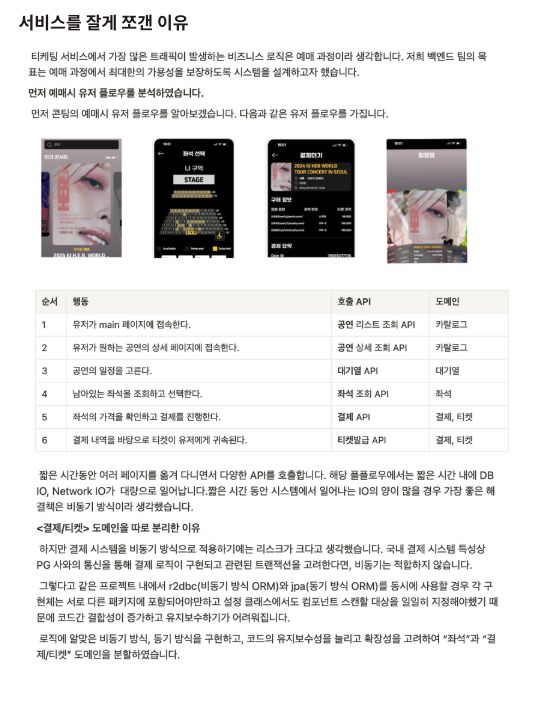 서비스를 잘게 쪼갠 이유
티케팅 서비스에서 가장 많은 트래픽이 발생하는 비즈니스 로직은 예매 과정이라 생각합니다. 저희 백엔드 팀의 목
표는 예매 과정에서 최대한의 가용성을 보장하도록 시스템을 설계하고자 했습니다.
먼저 예매시 유저 플로우를 분석하였습니다.
먼저 콘팅의 예매시 유저 플로우를 알아보겠습니다. 다음과 같은 유저 플로우를 가집니다.
인기 콘서트
2024 IU H.E.R. WORLD ...
좌석 선택
나 구역
STAGE
Available
Reserved
Selected
결제하기
2024 IU HER WORLD
TOUR CONCERT IN SEOUL
구매 정보
결제 요약
입장권
순서 행동 호출 API 도메인
1 유저가 main 페이지에 접속한다. 공연 리스트 조회 API 카탈로그
2 유저가 원하는 공연의 상세 페이지에 접속한다. 공연 상세 조회 API 카탈로그
3 공연의 일정을 고른다. 대기열 API 대기열
4 남아있는 좌석을 조회하고 선택한다. 좌석 조회 API 좌석
5 좌석의 가격을 확인하고 결제를 진행한다. 결제 API 결제, 티켓
6 결제 내역을 바탕으로 티켓이 유저에게 귀속된다. 티켓발급 API 결제, 티켓
짧은 시간동안 여러 페이지를 옮겨 다니면서 다양한 API를 호출합니다. 해당 플플로우에서는 짧은 시간 내에 DB
IO, Network IO가 대량으로 일어납니다.짧은 시간 동안 시스템에서 일어나는 IO의 양이 많을 경우 가장 좋은 해
결책은 비동기 방식이라 생각했습니다.
<결제/티켓> 도메인을 따로 분리한 이유
하지만 결제 시스템을 비동기 방식으로 적용하기에는 리스크가 크다고 생각했습니다. 국내 결제 시스템 특성상
PG 사와의 통신을 통해 결제 로직이 구현되고 관련된 트랜잭션을 고려한다면, 비동기는 적합하지 않습니다.
그렇다고 같은 프로젝트 내에서 r2dbc(비동기 방식 ORM)와 jpa(동기 방식 ORM)를 동시에 사용할 경우 각 구
현체는 서로 다른 패키지에 포함되어야만하고 설정 클래스에서도 컴포넌트 스캔할 대상을 일일히 지정해야했기 때
문에 코드간 결합성이 증가하고 유지보수하기가 어려워집니다.
로직에 알맞은 비동기 방식, 동기 방식을 구현하고, 코드의 유지보수성을 늘리고 확장성을 고려하여 “좌석”과 “결
제/티켓” 도메인을 분할하였습니다.